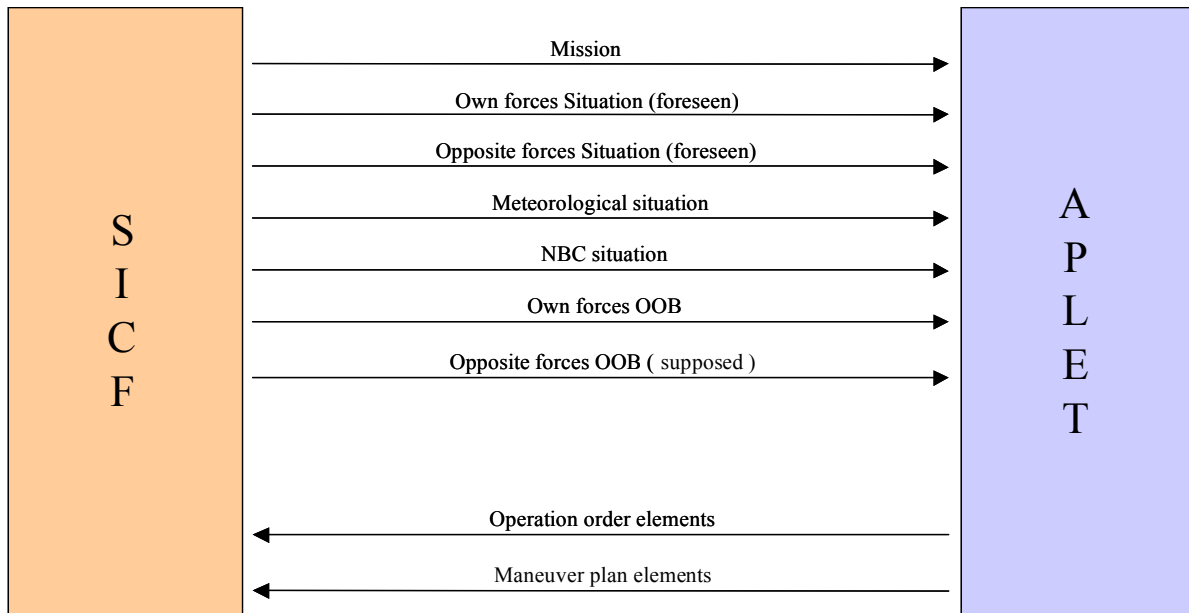 Mission
Own forces Situation (foreseen)
Opposite forces Situation (foreseen)
Meteorological situation
NBC situation
Own forces OOB
Opposite forces OOB ( supposed )
Operation order elements
Maneuver plan elements
S
I
C
F
A
P
L
E
T